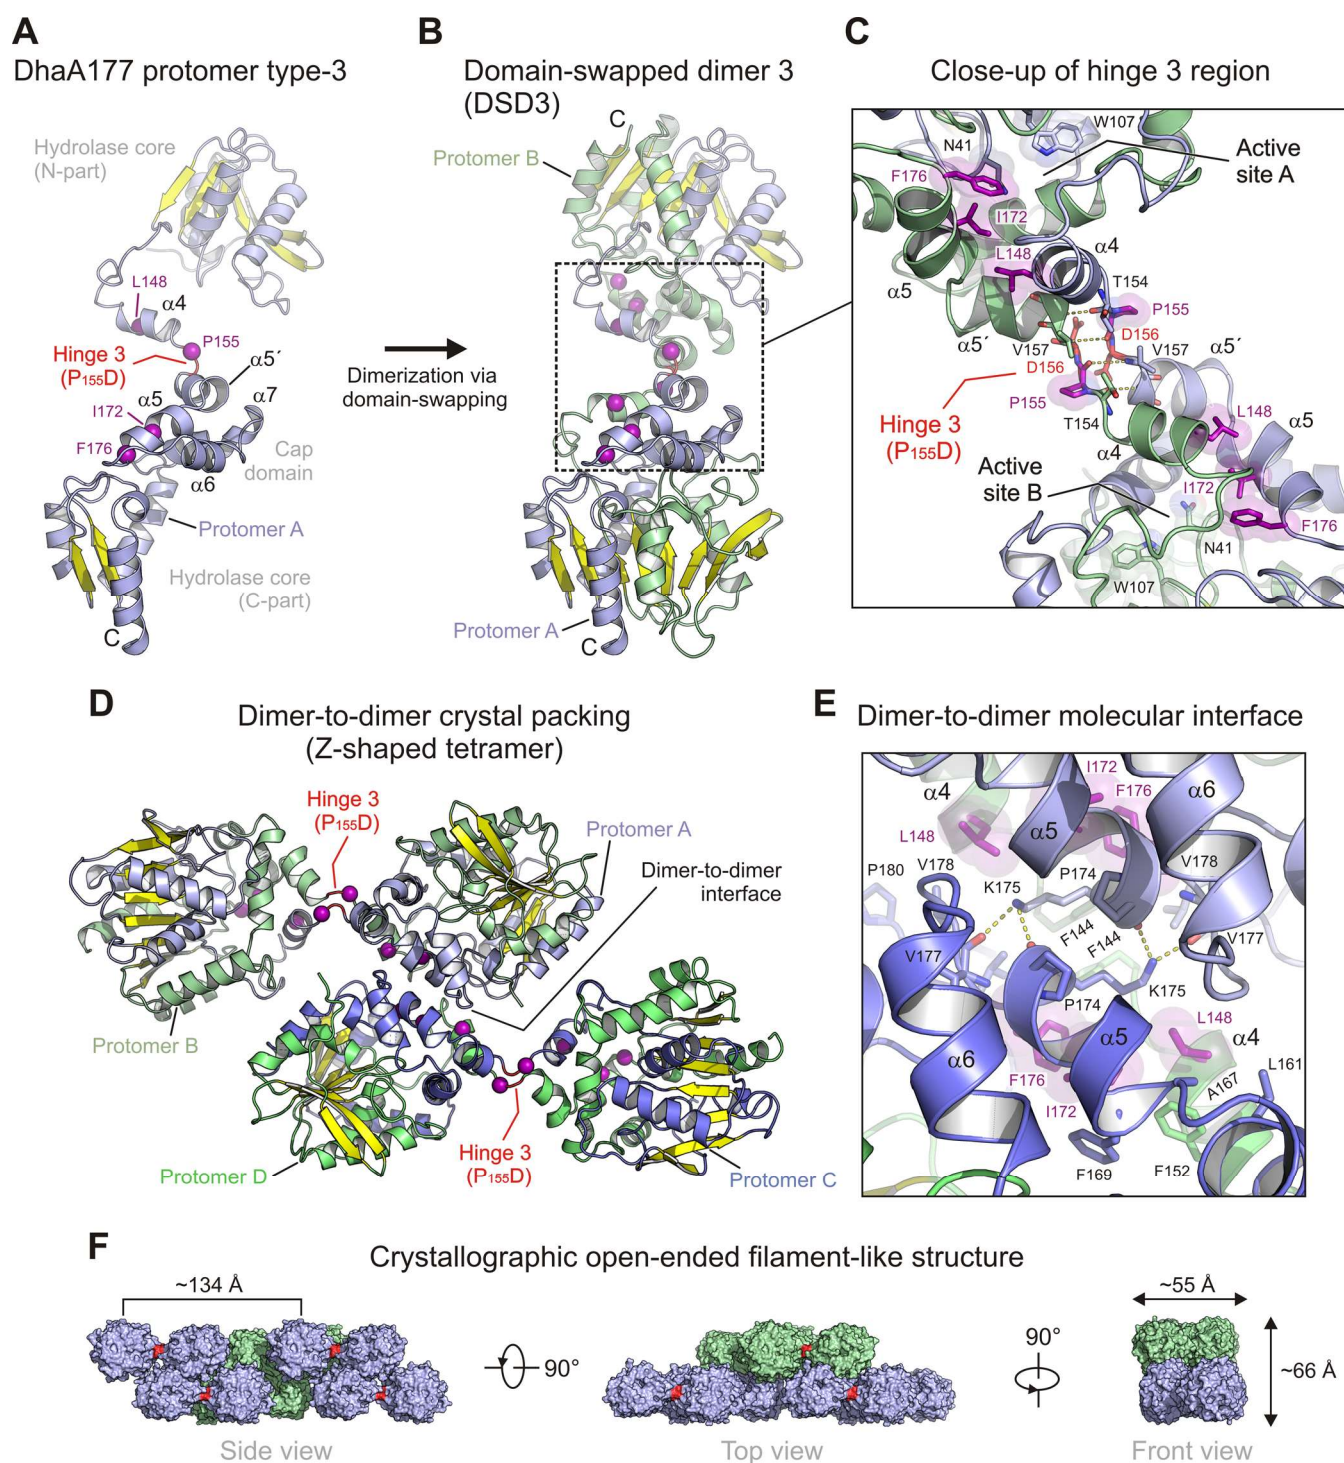 A
DhaA177 protomer type-3
Hydrolase core
(N-part)
L148
α4
P155
Hinge 3
(P₁₅₅D)
α5´
α5
α7
I172
F176
Cap
domain
α6
Protomer A
Hydrolase core
(C-part)
C
Dimerization via
domain-swapping
B
Domain-swapped dimer 3
(DSD3)
C
Protomer B
Protomer A
C
C
Close-up of hinge 3 region
W107
N41
Active
site A
F176
I172
L148
α4
α5
T154
P155
D156
α5´
V157
V157
α5´
D156
Hinge 3
(P₁₅₅D)
P155
L148
α5
T154
α4
Active
site B
I172
F176
N41
W107
D
Dimer-to-dimer crystal packing
(Z-shaped tetramer)
Hinge 3
(P₁₅₅D)
Protomer A
Dimer-to-dimer
interface
Protomer B
Hinge 3
(P₁₅₅D)
Protomer D
Protomer C
E
Dimer-to-dimer molecular interface
I172
α4
F176
α6
α5
L148
V178
P180
V178
P174
K175
F144
F144
V177
V177
P174
K175
L148
α4
α5
α6
L161
F176
A167
I172
F169
F152
F
Crystallographic open-ended filament-like structure
~134 Å
~55 Å
90°
90°
~66 Å
Side view
Top view
Front view